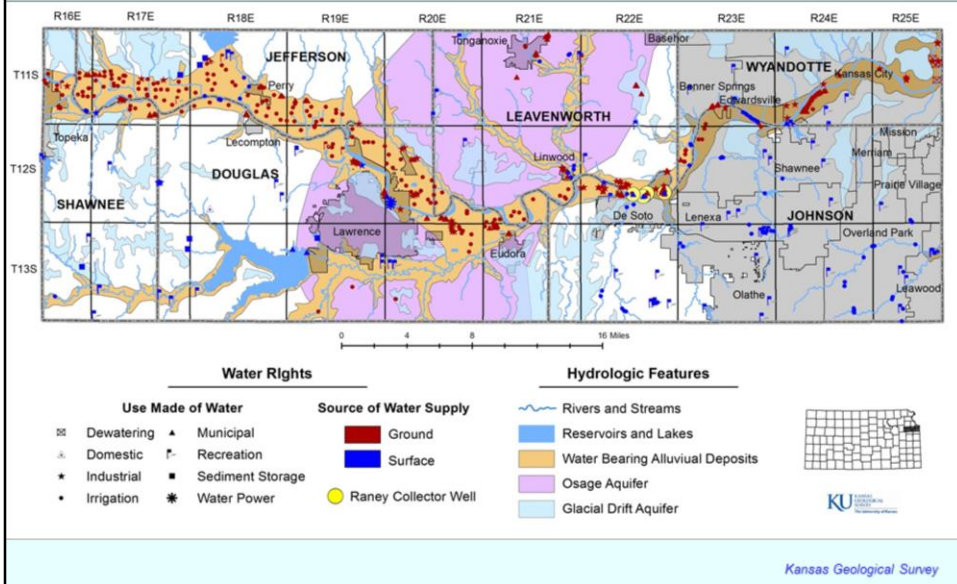 R16E R17E R18E R19E R20E R21E R22E R23E R24E R25E
T11S
T12S
T13S
JEFFERSON
Tonganoxie
Basehor
WYANDOTTE
Kansas City
Bonner Springs
Edwardsville
Perry
LEAVENWORTH
Topeka
Lecompton
Linwood
Mission
Merriam
Shawnee
DOUGLAS
Prairie Village
SHAWNEE
De Soto
Lenexa
JOHNSON
Lawrence
Overland Park
Eudora
Leawood
Olathe
0 4 8 16 Miles
Water RIghts
Use Made of Water
Dewatering
Municipal
Domestic
Recreation
Industrial
Sediment Storage
Irrigation
Water Power
Source of Water Supply
Ground
Surface
Raney Collector Well
Hydrologic Features
Rivers and Streams
Reservoirs and Lakes
Water Bearing Alluviual Deposits
Osage Aquifer
Glacial Drift Aquifer
KU
Kansas Geological Survey